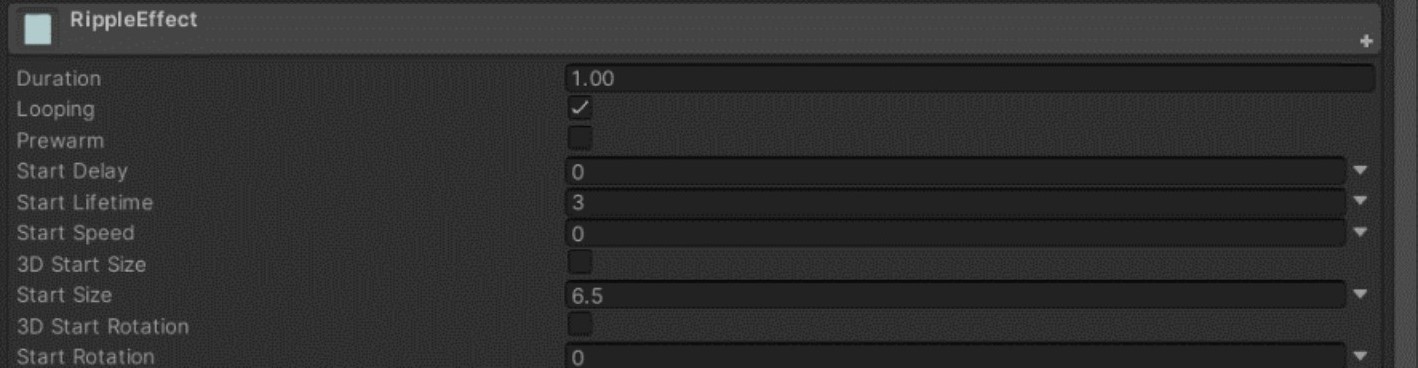 RippleEffect
Duration 1.00
Looping
Prewarm
Start Delay 0
Start Lifetime 3
Start Speed 0
3D Start Size
Start Size 6.5
3D Start Rotation
Start Rotation 0